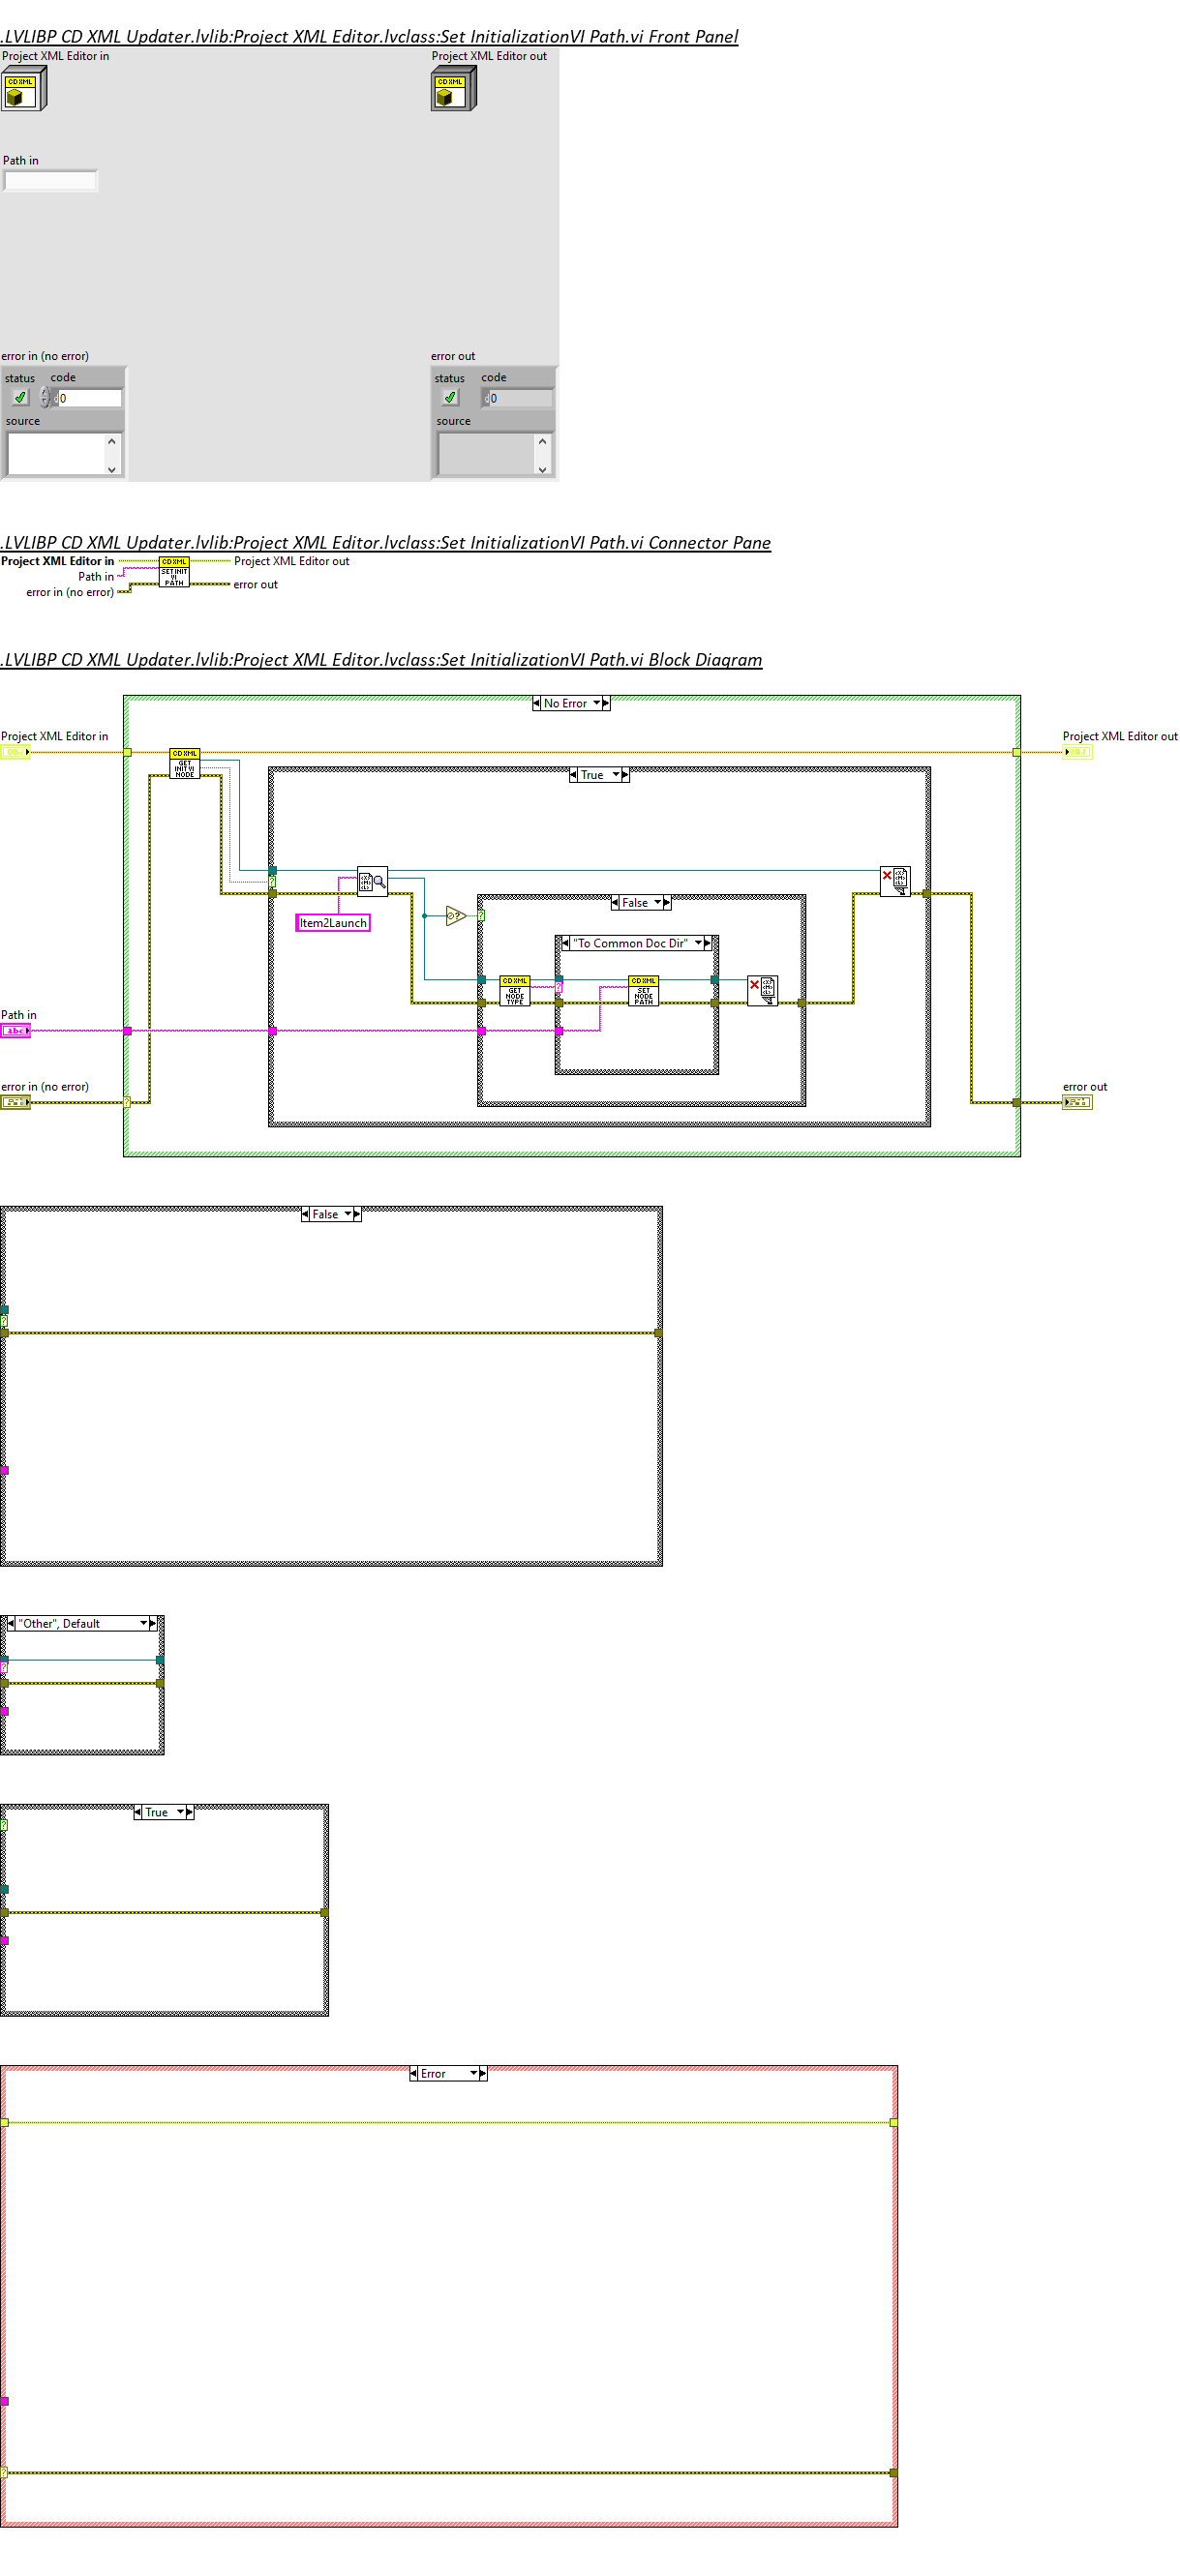 .LVLIBP CD XML Updater.lvlib:Project XML Editor.lvclass:Set InitializationVI Path.vi Front Panel
Project XML Editor in
Project XML Editor out
CD XML
CD XML
Path in
error in (no error)
error out
status
code
status
code
d 0
d 0
source
source
.LVLIBP CD XML Updater.lvlib:Project XML Editor.lvclass:Set InitializationVI Path.vi Connector Pane
Project XML Editor in
CD XML
SET INIT
VI
PATH
Project XML Editor out
Path in
error in (no error)
error out
.LVLIBP CD XML Updater.lvlib:Project XML Editor.lvclass:Set InitializationVI Path.vi Block Diagram
No Error
Project XML Editor in
Project XML Editor out
OBJ
CD XML
GET
INIT VI
NODE
True
?
Item2Launch
False
?
"To Common Doc Dir"
CD XML
GET
NODE
TYPE
?
CD XML
SET
NODE
PATH
Path in
abc
error in (no error)
?
error out
False
?
"Other", Default
?
True
?
Error
?